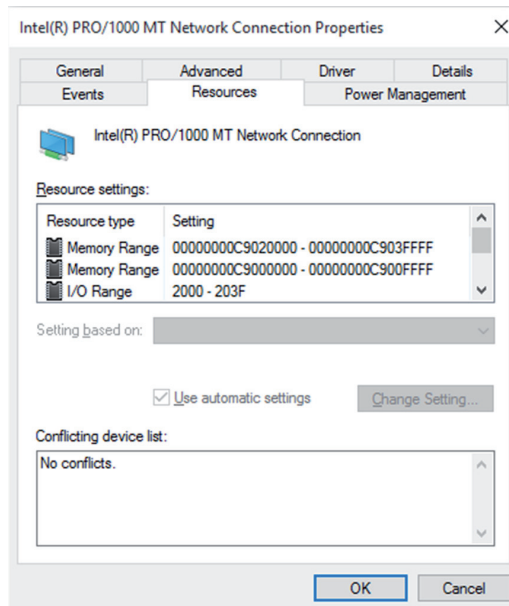 Intel(R) PRO/1000 MT Network Connection Properties
General Advanced Driver Details
Events Resources Power Management
Intel(R) PRO/1000 MT Network Connection
Resource settings:
Resource type Setting
Memory Range 00000000C9020000 - 00000000C903FFFF
Memory Range 00000000C9000000 - 00000000C900FFFF
I/O Range 2000 - 203F
Setting based on:
Use automatic settings Change Setting...
Conflicting device list:
No conflicts.
OK Cancel